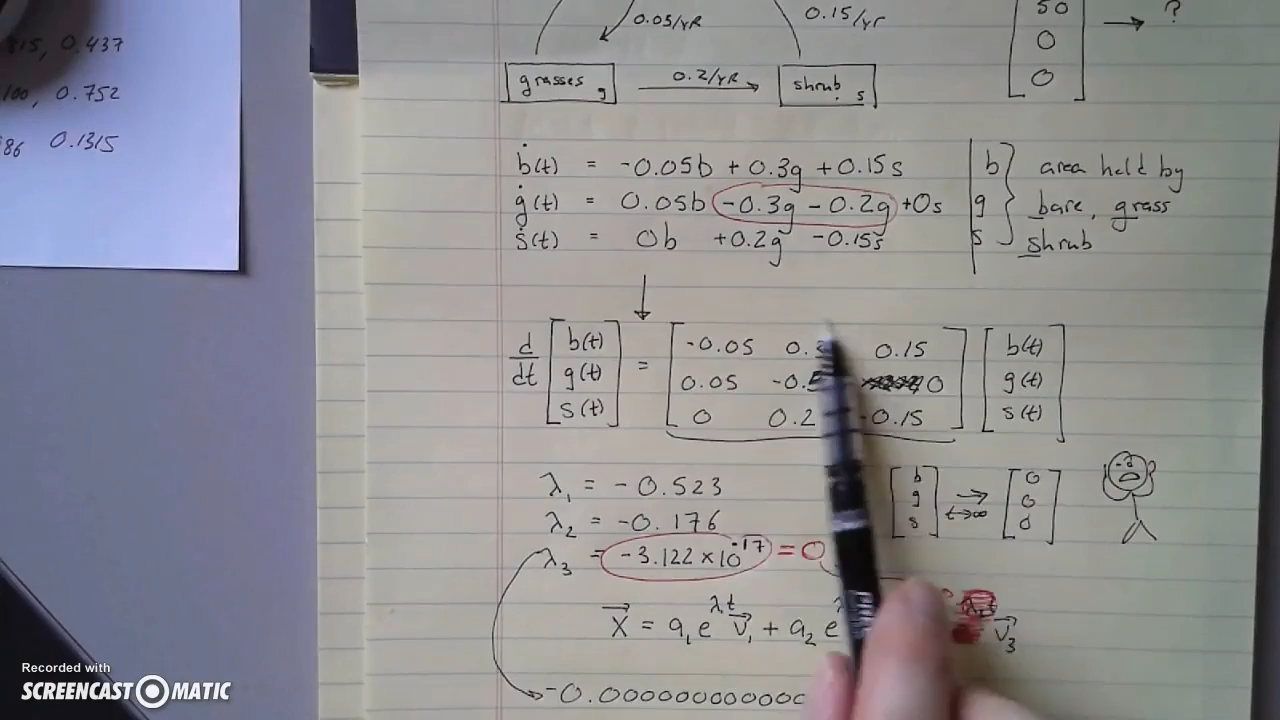 815, 0.437
100, 0.752
86 0.1315
0.05/yR
0.15/yr
50
0
0
→ ?
grasses g
0.2/yR
shrub s
ḃ(t) = -0.05b + 0.3g + 0.15s
ġ(t) = 0.05b -0.3g - 0.2g +0s
ṡ(t) = 0b +0.2g -0.15s
b
g
s
area held by
bare, grass
shrub
d/dt [b(t) g(t) s(t)] =
-0.05 0.15
0.05 -0.5 0
0 0.2 -0.15
b(t)
g(t)
s(t)
λ1 = -0.523
λ2 = -0.176
λ3 = -3.122 × 10^-17 = 0
[b g s] → t→∞ [0 0 0]
X = a1 e^λt v1 + a2 e
v3
-0.000000000000
Recorded with
SCREENCAST O MATIC